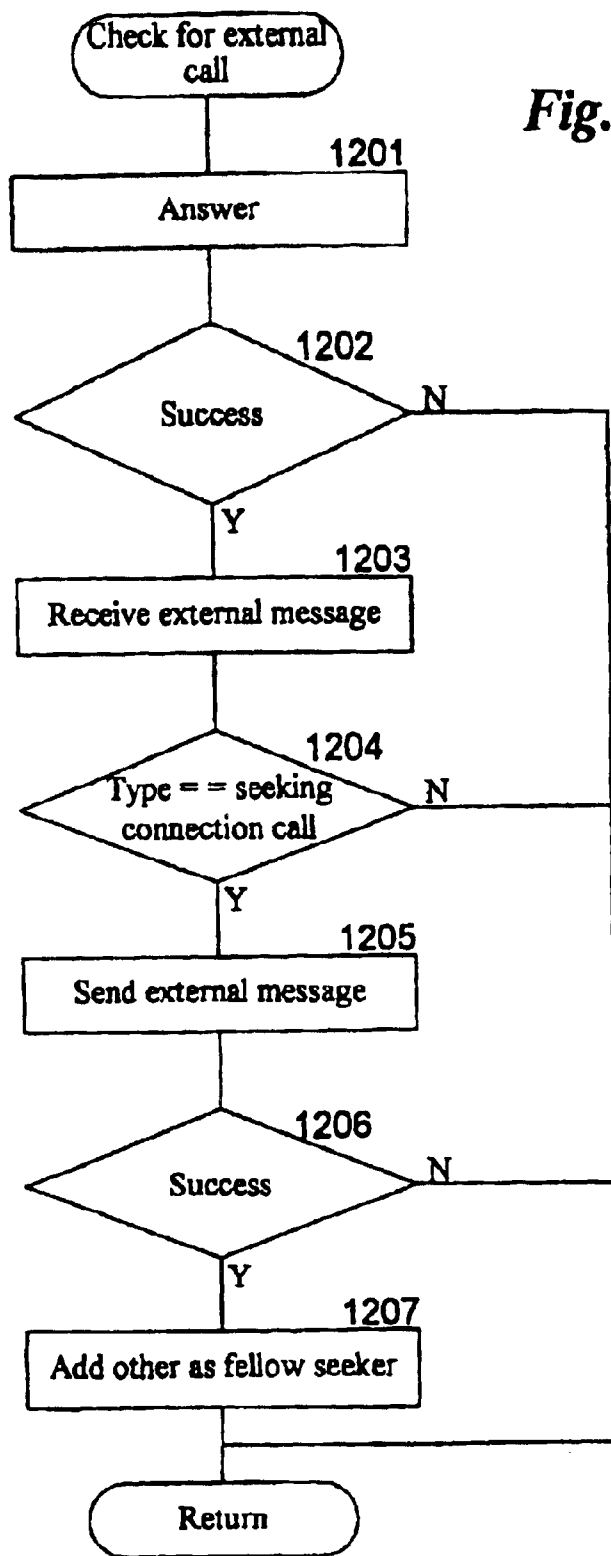 Check for external
call
Fig.
1201
Answer
1202
Success
N
Y
1203
Receive external message
1204
Type = = seeking
connection call
N
Y
1205
Send external message
1206
Success
N
Y
1207
Add other as fellow seeker
Return